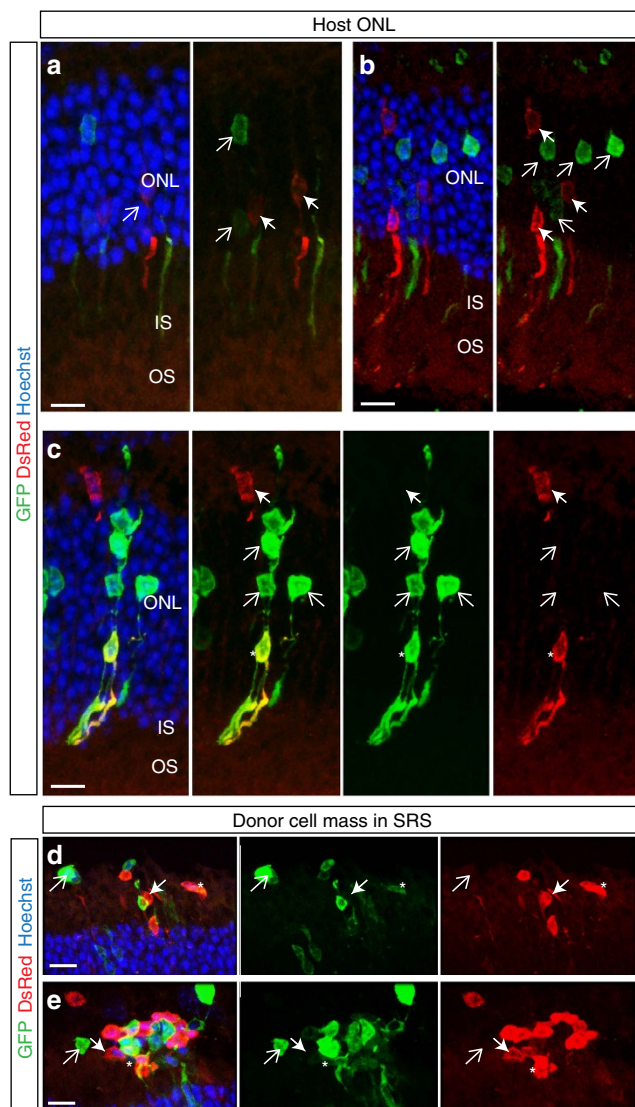 Host ONL
GFP DsRed Hoechst
a
ONL
IS
OS
b
ONL
IS
OS
c
ONL
*
*
*
IS
OS
Donor cell mass in SRS
GFP DsRed Hoechst
d
*
*
*
e
*
*
*